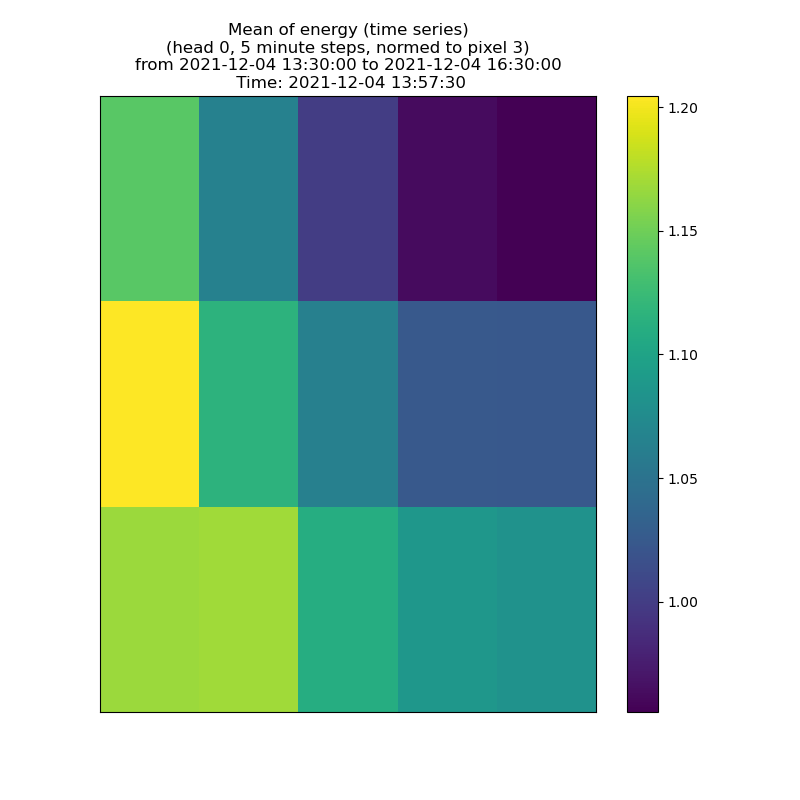 Mean of energy (time series)
(head 0, 5 minute steps, normed to pixel 3)
from 2021-12-04 13:30:00 to 2021-12-04 16:30:00
Time: 2021-12-04 13:57:30
1.20
1.15
1.10
1.05
1.00